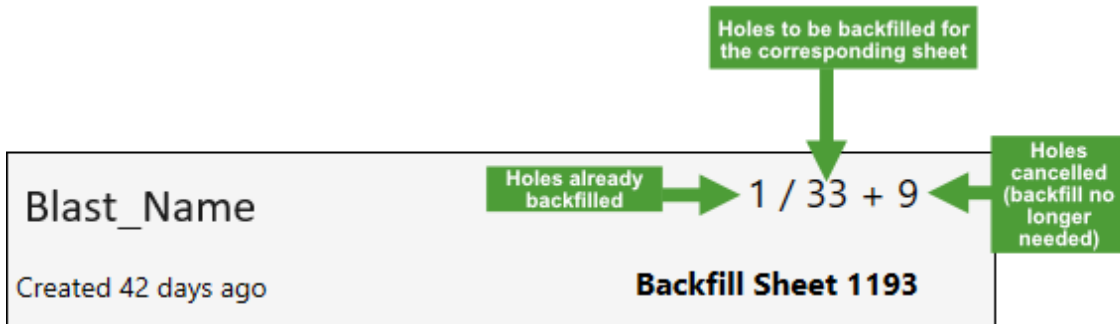 Holes to be backfilled for
the corresponding sheet
Holes already
backfilled
1 / 33 + 9
Holes
cancelled
(backfill no
longer
needed)
Blast_Name
Created 42 days ago
Backfill Sheet 1193